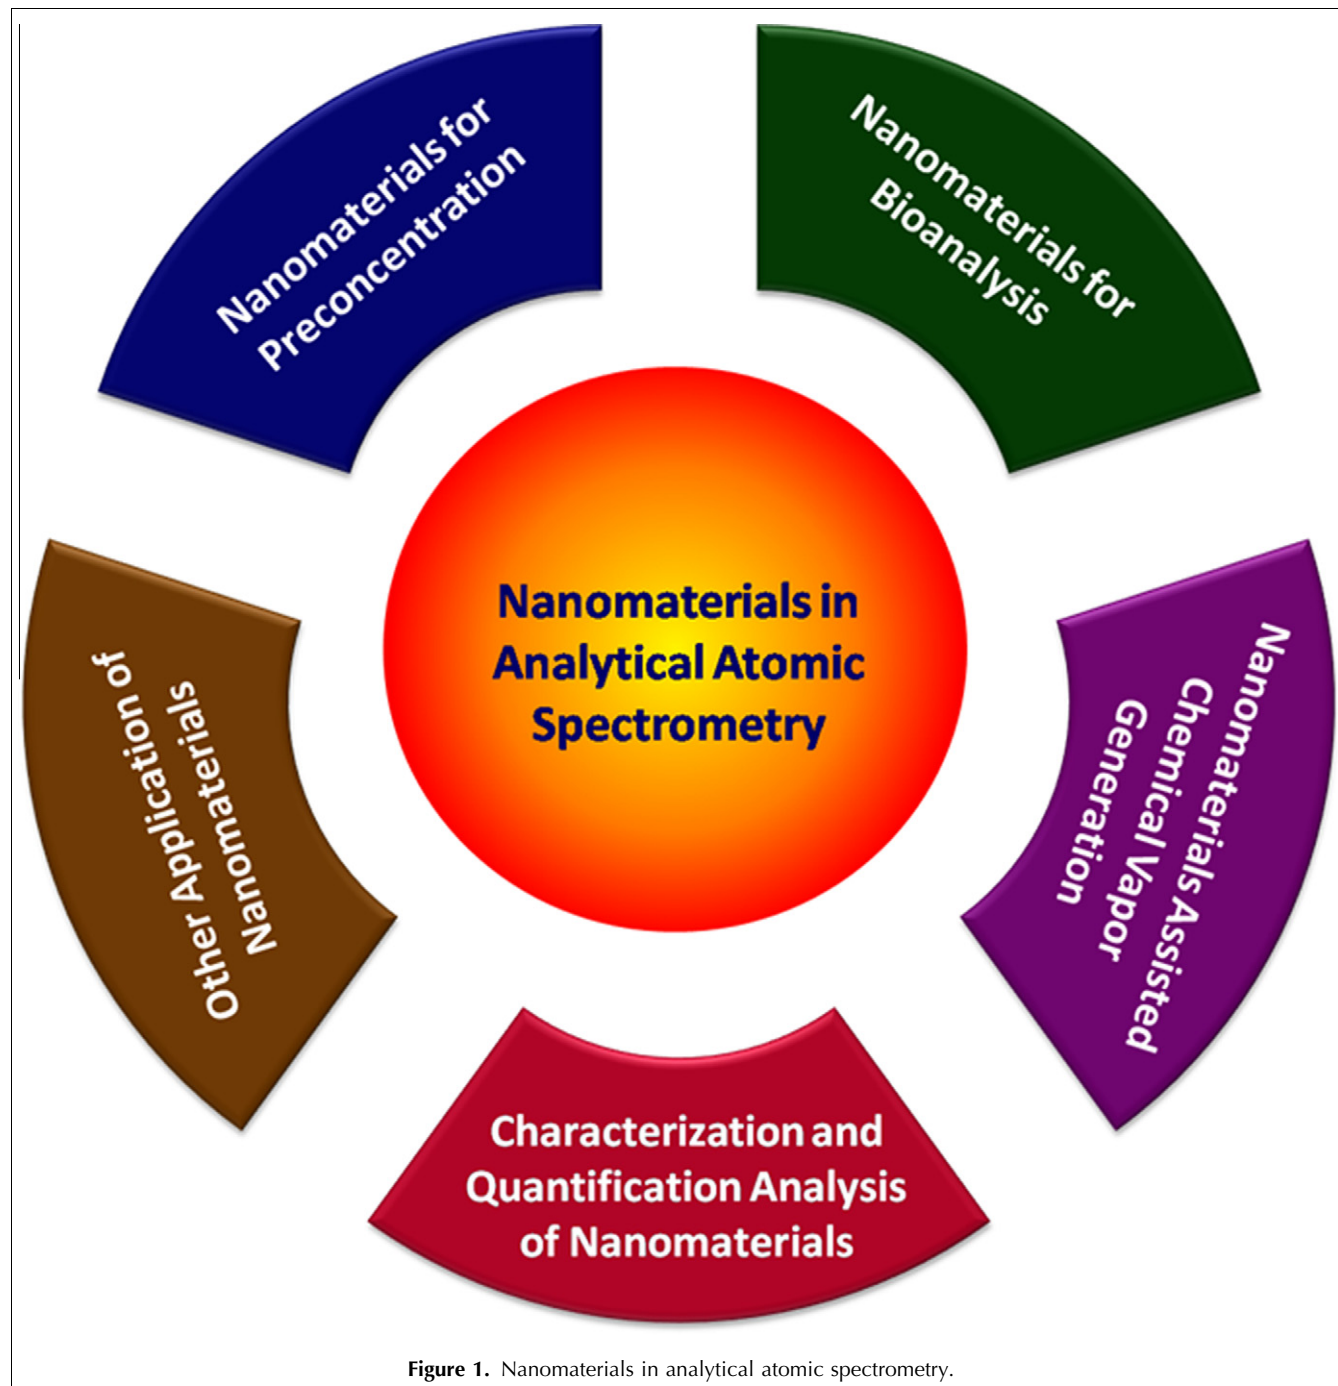 Nanomaterials for
Preconcentration
Nanomaterials for
Bioanalysis
Nanomaterials in
Analytical Atomic
Spectrometry
Other Application of
Nanomaterials
Nanomaterials Assisted
Chemical Vapor
Generation
Characterization and
Quantification Analysis
of Nanomaterials
Figure 1. Nanomaterials in analytical atomic spectrometry.